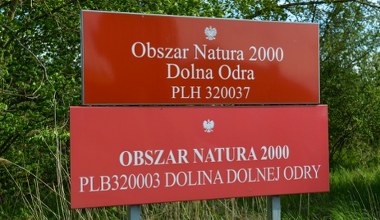 Obszar Natura 2000
Dolna Odra
PLH 320037
OBSZAR NATURA 2000
PLB320003 DOLINA DOLNEJ ODRY